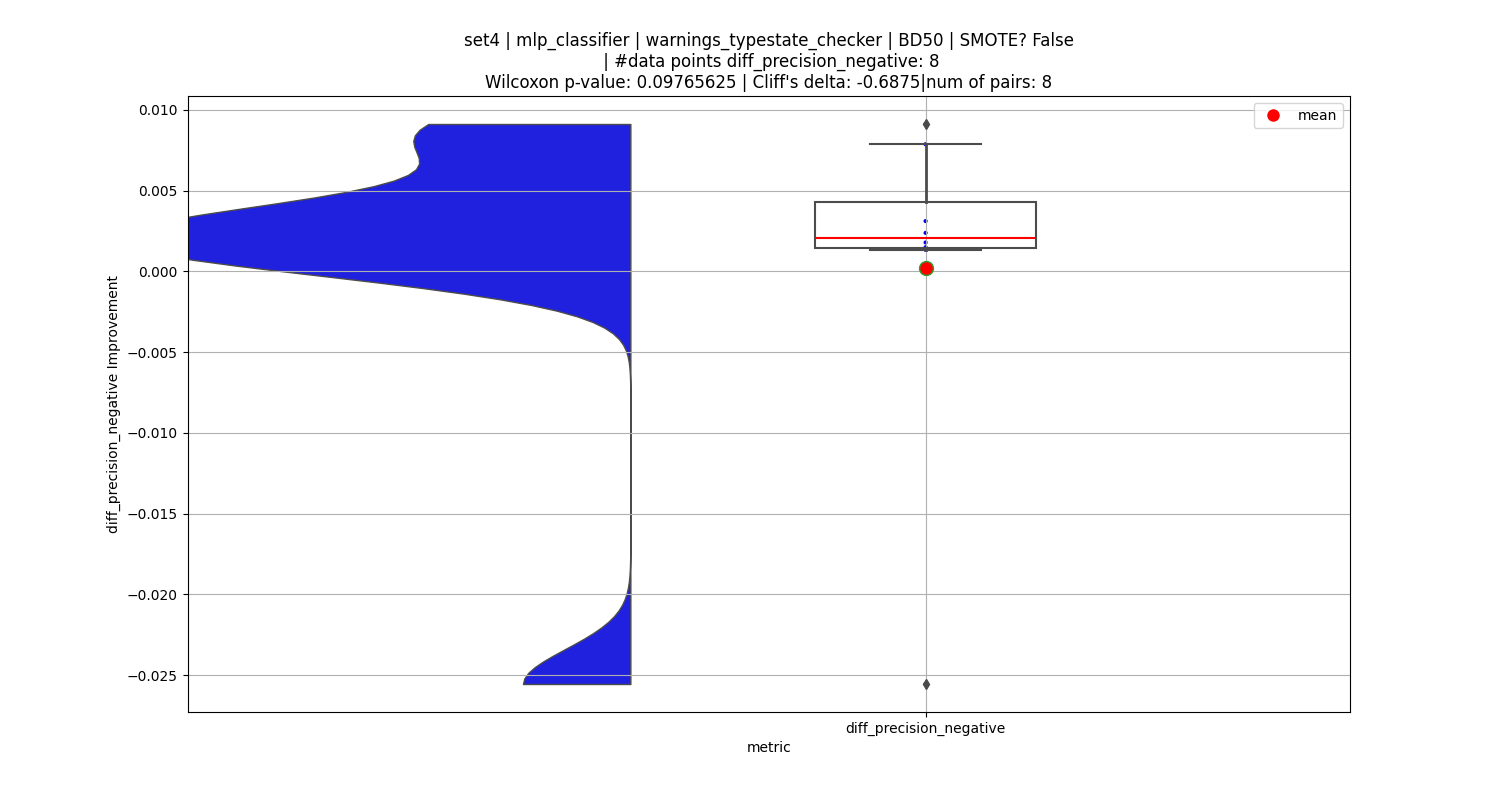 set4 | mlp_classifier | warnings_typestate_checker | BD50 | SMOTE? False
| #data points diff_precision_negative: 8
Wilcoxon p-value: 0.09765625 | Cliff's delta: -0.6875|num of pairs: 8
mean
0.010
0.005
0.000
−0.005
−0.010
−0.015
−0.020
−0.025
diff_precision_negative Improvement
diff_precision_negative
metric